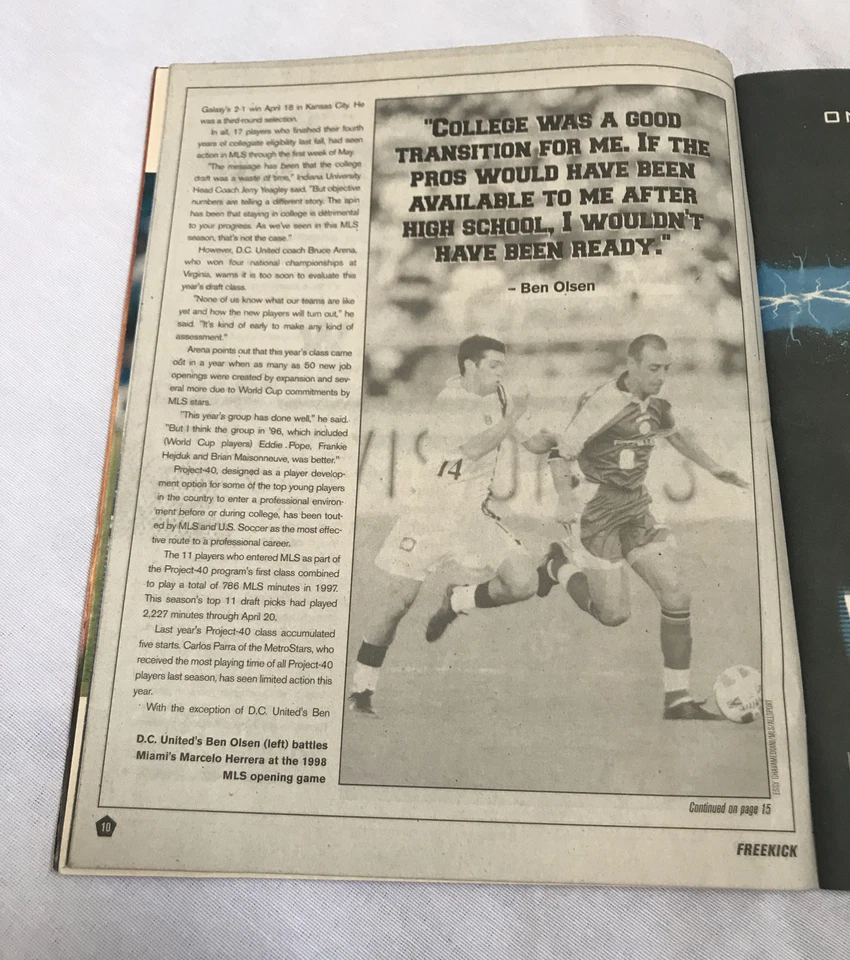 Galaxy's 2-1 win April 18 in Kansas City. He
was a third-round selection.
In all, 17 players who finished their fourth
years of collegiate eligibility last fall, had seen
action in MLS through the first week of May.
"The message has been that the college
draft was a waste of time," Indiana University
Head Coach Jerry Yeagley said. "But objective
numbers are telling a different story. The spin
has been that staying in college is detrimental
to your progress. As we've seen in this MLS
season, that's not the case."
However, D.C. United coach Bruce Arena,
who won four national championships at
Virginia, warns it is too soon to evaluate this
year's draft class.
"None of us know what our teams are like
yet and how the new players will turn out," he
said. "It's kind of early to make any kind of
assessment."
Arena points out that this year's class came
out in a year when as many as 50 new job
openings were created by expansion and sev-
eral more due to World Cup commitments by
MLS stars.
"This year's group has done well," he said.
"But I think the group in '96, which included
(World Cup players) Eddie Pope, Frankie
Hejduk and Brian Maisonneuve, was better."
Project-40, designed as a player develop-
ment option for some of the top young players
in the country to enter a professional environ-
ment before or during college, has been tout-
ed by MLS and U.S. Soccer as the most effec-
tive route to a professional career.
The 11 players who entered MLS as part of
the Project-40 program's first class combined
to play a total of 786 MLS minutes in 1997.
This season's top 11 draft picks had played
2,227 minutes through April 20.
Last year's Project-40 class accumulated
five starts. Carlos Parra of the MetroStars, who
received the most playing time of all Project-40
players last season, has seen limited action this
year.
With the exception of D.C. United's Ben
D.C. United's Ben Olsen (left) battles
Miami's Marcelo Herrera at the 1998
MLS opening game
"COLLEGE WAS A GOOD
TRANSITION FOR ME. IF THE
PROS WOULD HAVE BEEN
AVAILABLE TO ME AFTER
HIGH SCHOOL, I WOULDN'T
HAVE BEEN READY."
– Ben Olsen
14
Continued on page 15
10
FREEKICK